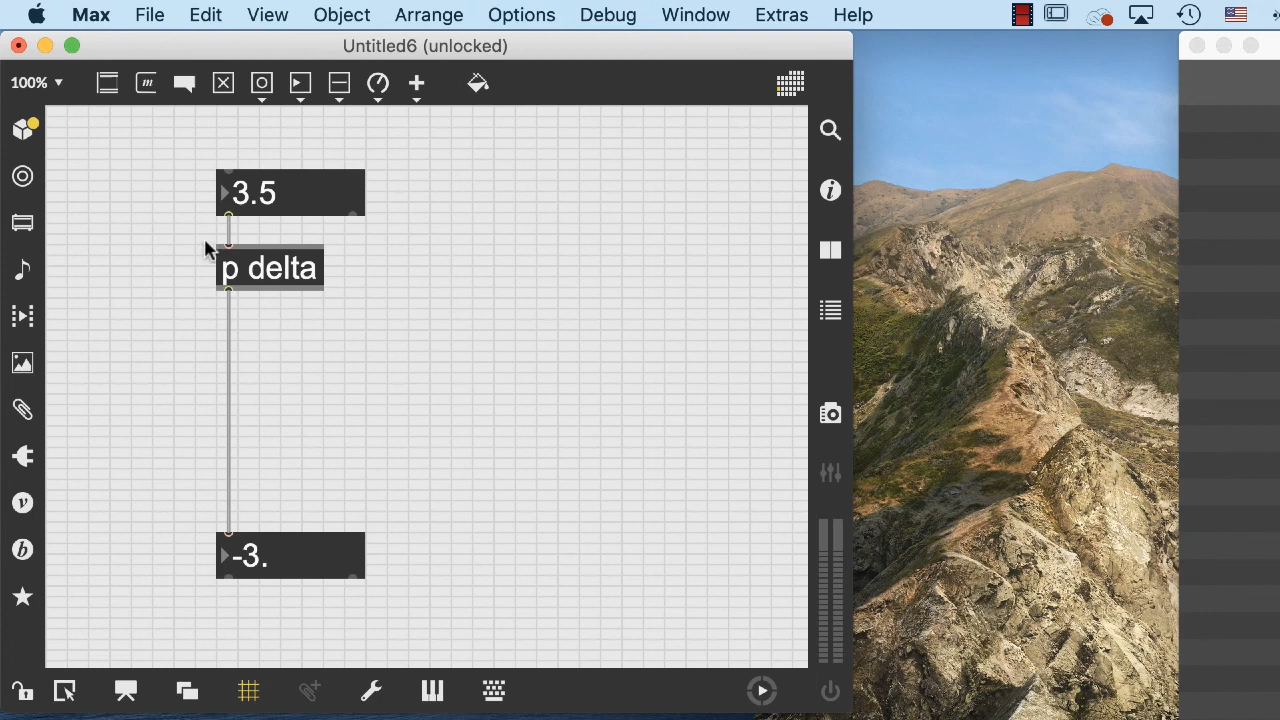 Max File Edit View Object Arrange Options Debug Window Extras Help
Untitled6 (unlocked)
100%
m
3.5
p delta
-3.
v
b